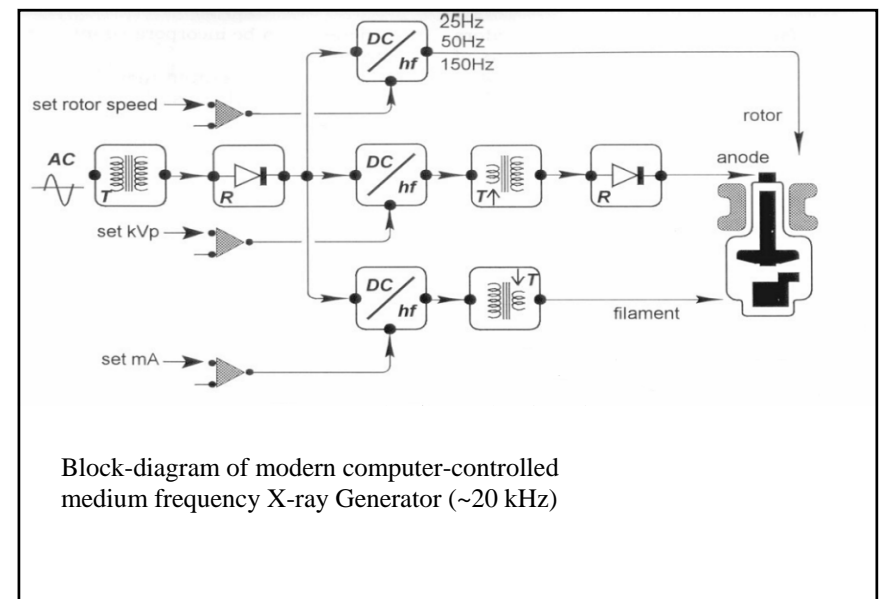 25Hz
50Hz
150Hz
DC
hf
set rotor speed
rotor
AC
T
R
DC
hf
T
R
anode
set kVp
DC
hf
T
filament
set mA
Block-diagram of modern computer-controlled
medium frequency X-ray Generator (~20 kHz)